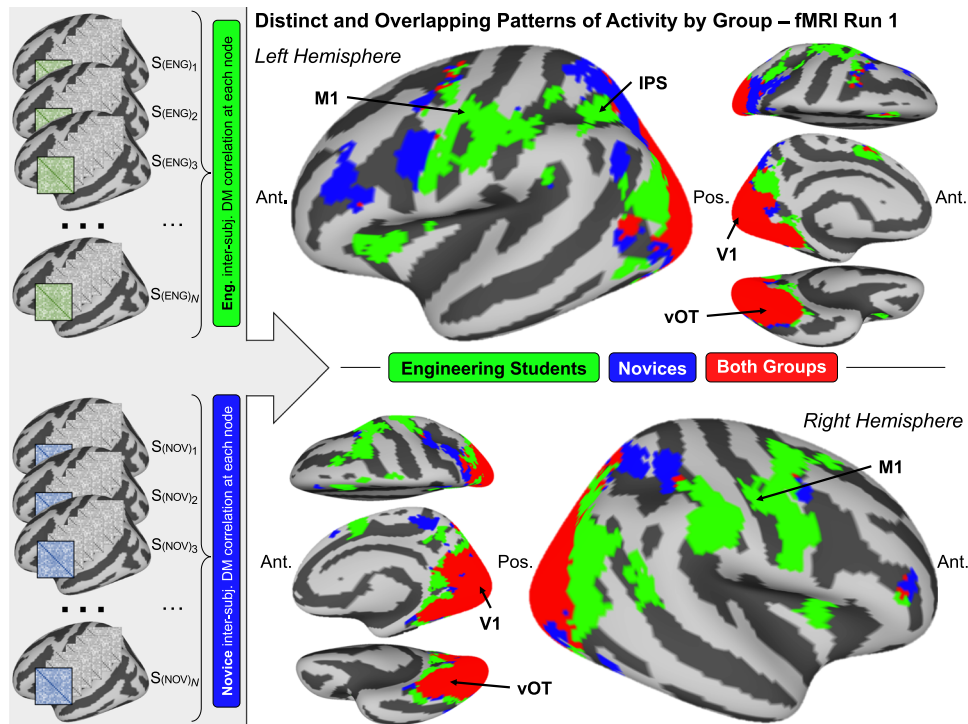 Distinct and Overlapping Patterns of Activity by Group – fMRI Run 1
S(ENG)1
S(ENG)2
S(ENG)3
...
...
S(ENG)N
Eng. inter-subj. DM correlation at each node
Left Hemisphere
M1
IPS
Ant.
Pos.
Ant.
V1
vOT
Engineering Students
Novices
Both Groups
S(NOV)1
S(NOV)2
S(NOV)3
...
...
S(NOV)N
Novice inter-subj. DM correlation at each node
Right Hemisphere
M1
Ant.
Pos.
Ant.
V1
vOT